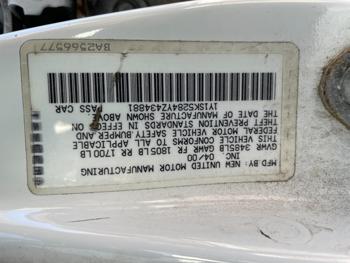 MFD BY: NEW UNITED MOTOR MANUFACTURING
INC 04/00
GVWR 3485LB GAWR FR 1805LB RR 1700LB
THIS VEHICLE CONFORMS TO ALL APPLICABLE
FEDERAL MOTOR VEHICLE SAFETY, BUMPER, AND
THEFT PREVENTION STANDARDS IN EFFECT ON
THE DATE OF MANUFACTURE SHOWN ABOVE.
1Y1SK5284YZ434881 PASS CAR
BA2566577